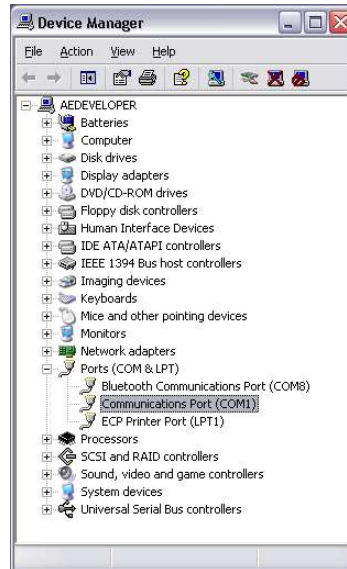 Device Manager
File Action View Help
AEDEVELOPER
Batteries
Computer
Disk drives
Display adapters
DVD/CD-ROM drives
Floppy disk controllers
Human Interface Devices
IDE ATA/ATAPI controllers
IEEE 1394 Bus host controllers
Imaging devices
Keyboards
Mice and other pointing devices
Monitors
Network adapters
Ports (COM & LPT)
Bluetooth Communications Port (COM8)
Communications Port (COM1)
ECP Printer Port (LPT1)
Processors
SCSI and RAID controllers
Sound, video and game controllers
System devices
Universal Serial Bus controllers